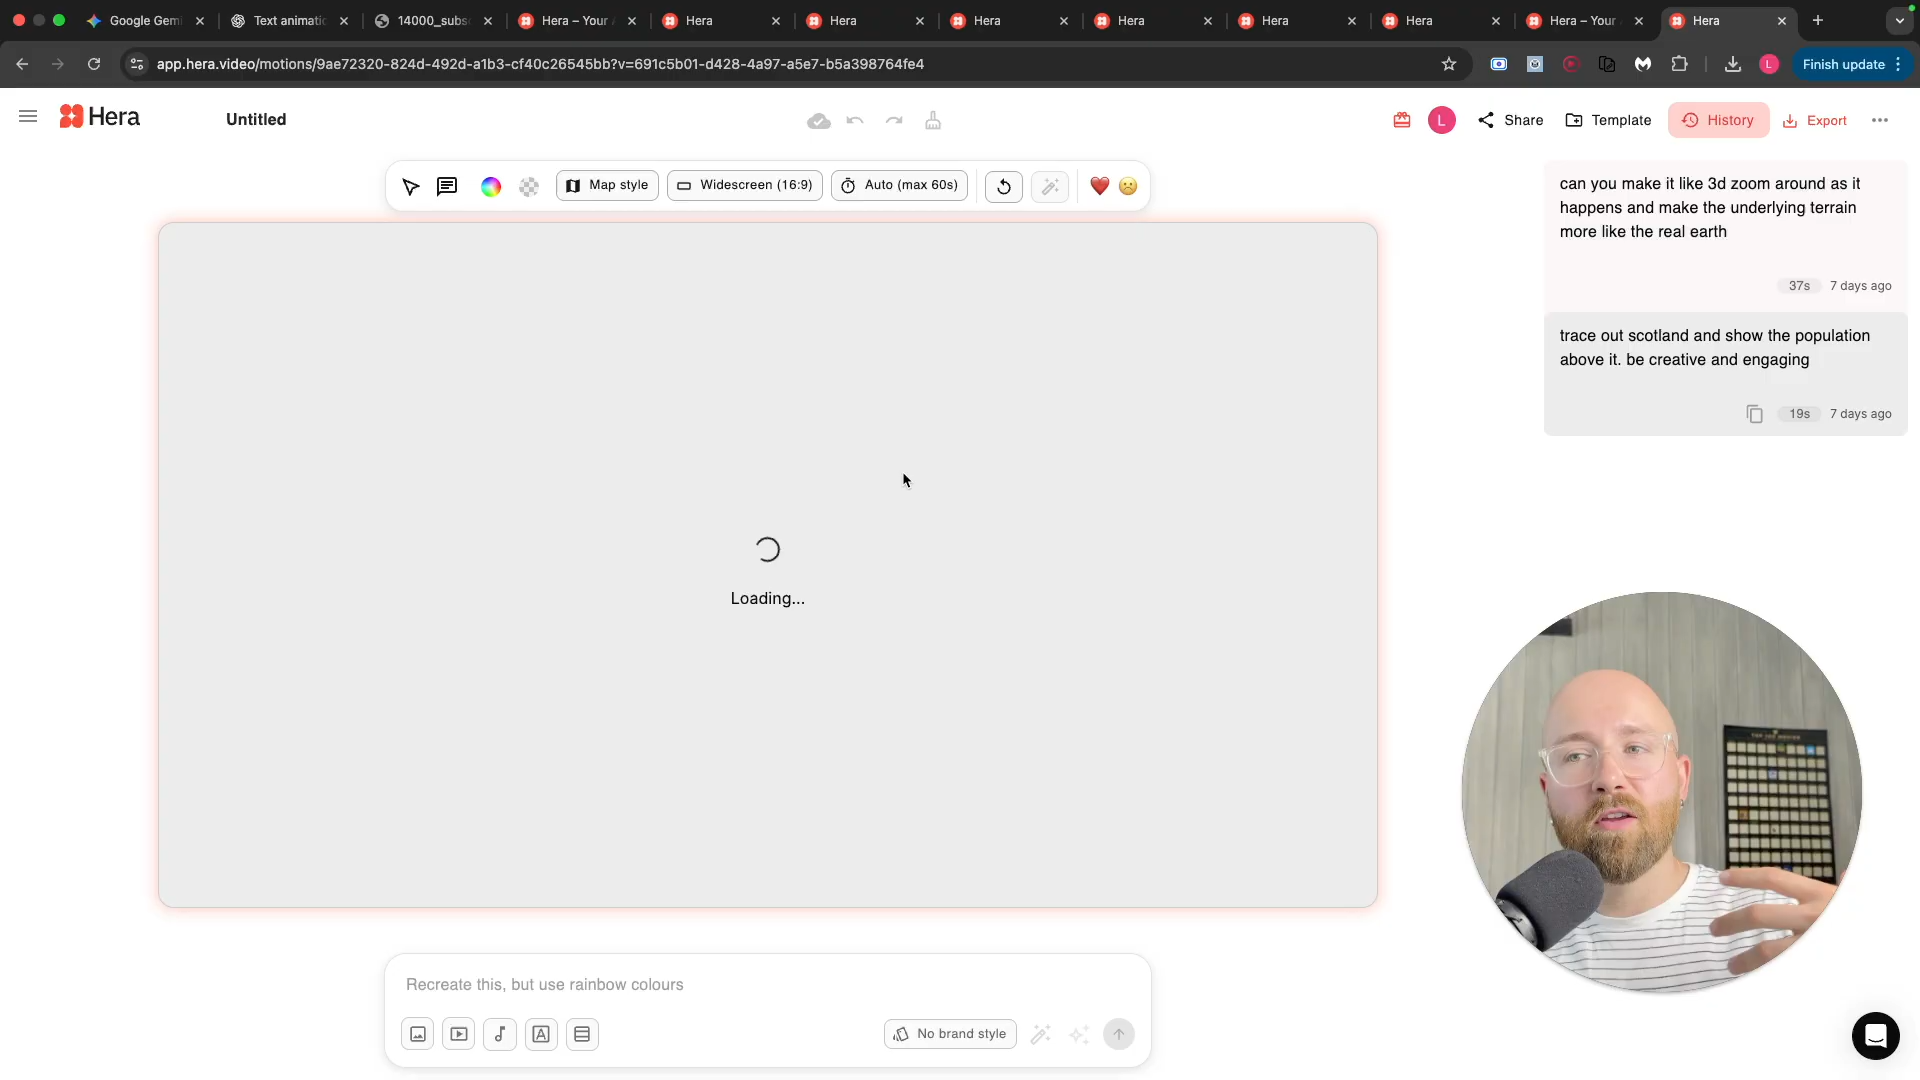 Google Gemi
Text animatio
14000_subs
Hera – Your
Hera
Hera
Hera
Hera
Hera
Hera
Hera – Your
Hera
app.hera.video/motions/9ae72320-824d-492d-a1b3-cf40c26545bb?v=691c5b01-d428-4a97-a5e7-b5a398764fe4
L
Finish update
Hera
Untitled
L
Share
Template
History
Export
Map style
Widescreen (16:9)
Auto (max 60s)
can you make it like 3d zoom around as it
happens and make the underlying terrain
more like the real earth
37s
7 days ago
trace out scotland and show the population
above it. be creative and engaging
19s
7 days ago
Loading...
Recreate this, but use rainbow colours
No brand style